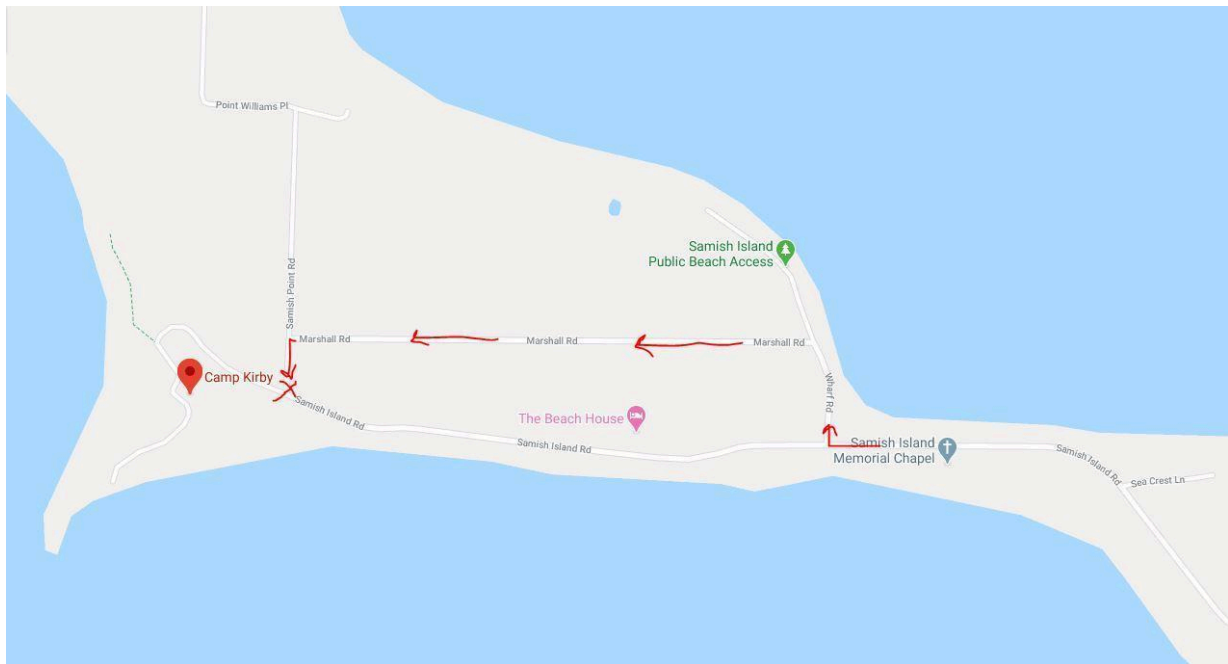 Point Williams Pl
Samish Island
Public Beach Access
Samish Point Rd
Marshall Rd
Marshall Rd
Marshall Rd
Camp Kirby
Wharf Rd
Samish Island Rd
The Beach House
Samish Island Rd
Samish Island
Memorial Chapel
Samish Island Rd
Sea Crest Ln